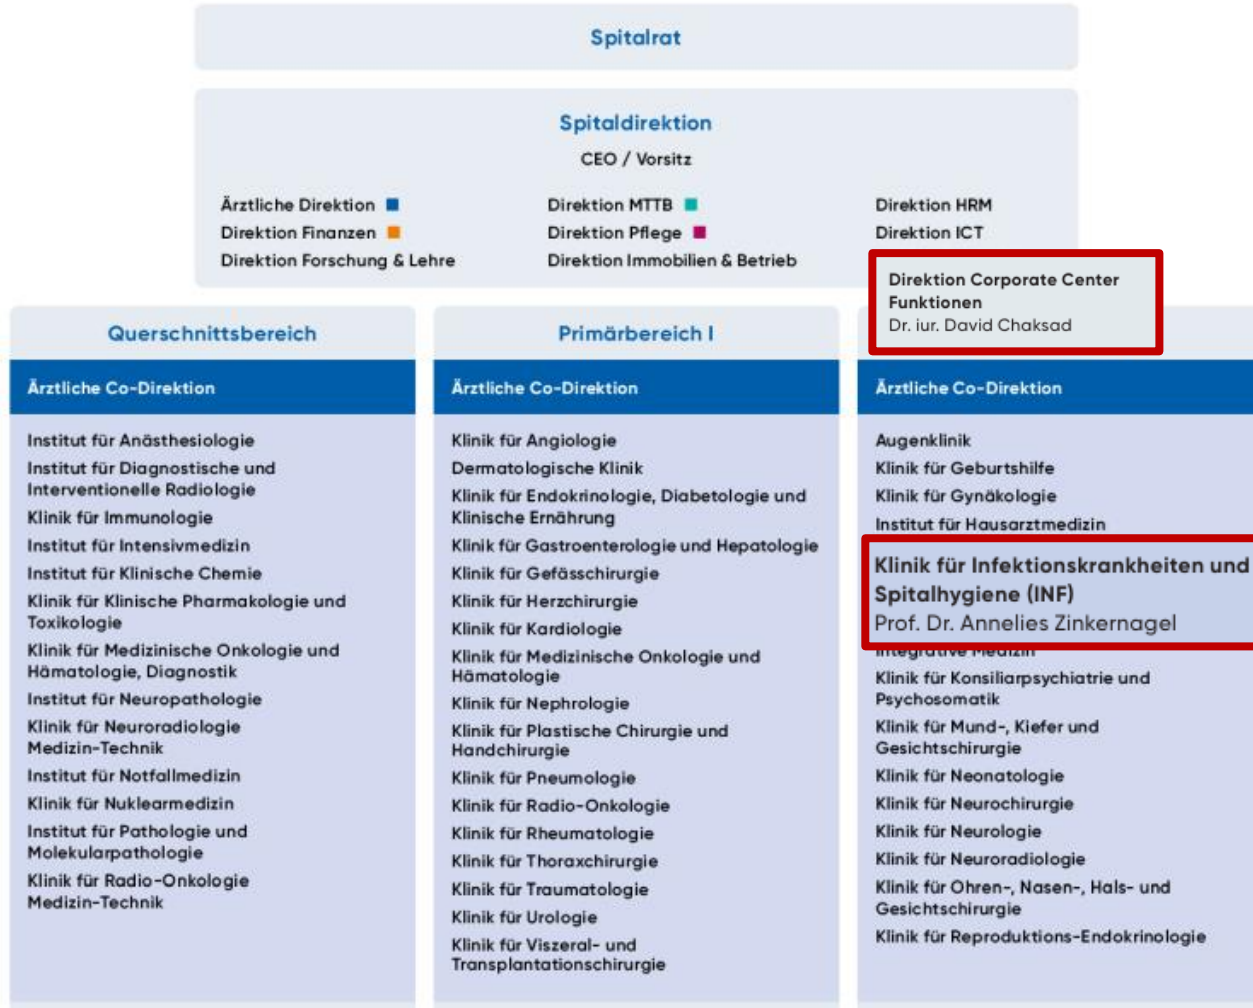 Spitalrat
Spitaldirektion
CEO / Vorsitz
Ärztliche Direktion
Direktion Finanzen
Direktion Forschung & Lehre
Direktion MTTB
Direktion Pflege
Direktion Immobilien & Betrieb
Direktion HRM
Direktion ICT
Direktion Corporate Center
Funktionen
Dr. iur. David Chaksad
Querschnittsbereich
Ärztliche Co-Direktion
Institut für Anästhesiologie
Institut für Diagnostische und
Interventionelle Radiologie
Klinik für Immunologie
Institut für Intensivmedizin
Institut für Klinische Chemie
Klinik für Klinische Pharmakologie und
Toxikologie
Klinik für Medizinische Onkologie und
Hämatologie, Diagnostik
Institut für Neuropathologie
Klinik für Neuroradiologie
Medizin-Technik
Institut für Notfallmedizin
Klinik für Nuklearmedizin
Institut für Pathologie und
Molekularpathologie
Klinik für Radio-Onkologie
Medizin-Technik
Primärbereich I
Ärztliche Co-Direktion
Klinik für Angiologie
Dermatologische Klinik
Klinik für Endokrinologie, Diabetologie und
Klinische Ernährung
Klinik für Gastroenterologie und Hepatologie
Klinik für Gefässchirurgie
Klinik für Herzchirurgie
Klinik für Kardiologie
Klinik für Medizinische Onkologie und
Hämatologie
Klinik für Nephrologie
Klinik für Plastische Chirurgie und
Handchirurgie
Klinik für Pneumologie
Klinik für Radio-Onkologie
Klinik für Rheumatologie
Klinik für Thoraxchirurgie
Klinik für Traumatologie
Klinik für Urologie
Klinik für Viszeral- und
Transplantationschirurgie
Ärztliche Co-Direktion
Augenklinik
Klinik für Geburtshilfe
Klinik für Gynäkologie
Institut für Hausarztmedizin
Klinik für Infektionskrankheiten und
Spitalhygiene (INF)
Prof. Dr. Annelies Zinkernagel
Integrative Medizin
Klinik für Konsiliarpsychiatrie und
Psychosomatik
Klinik für Mund-, Kiefer und
Gesichtschirurgie
Klinik für Neonatologie
Klinik für Neurochirurgie
Klinik für Neurologie
Klinik für Neuroradiologie
Klinik für Ohren-, Nasen-, Hals- und
Gesichtschirurgie
Klinik für Reproduktions-Endokrinologie